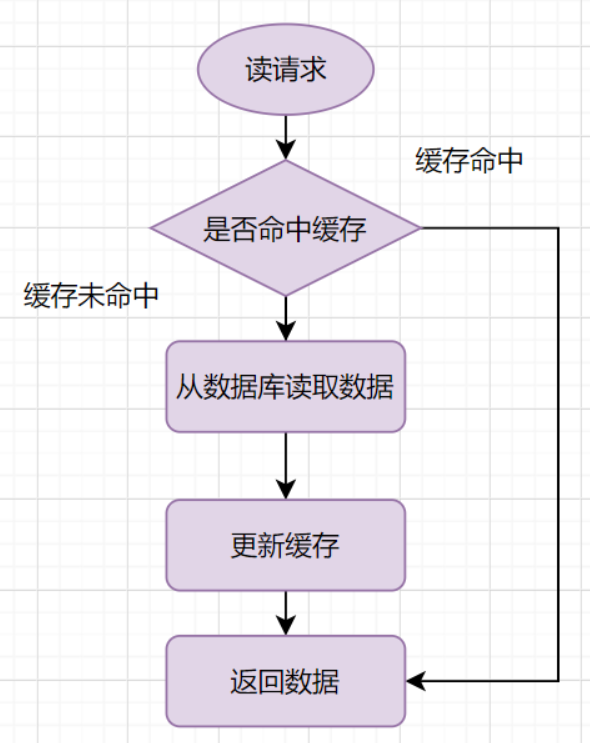 读请求
缓存命中
是否命中缓存
缓存未命中
从数据库读取数据
更新缓存
返回数据